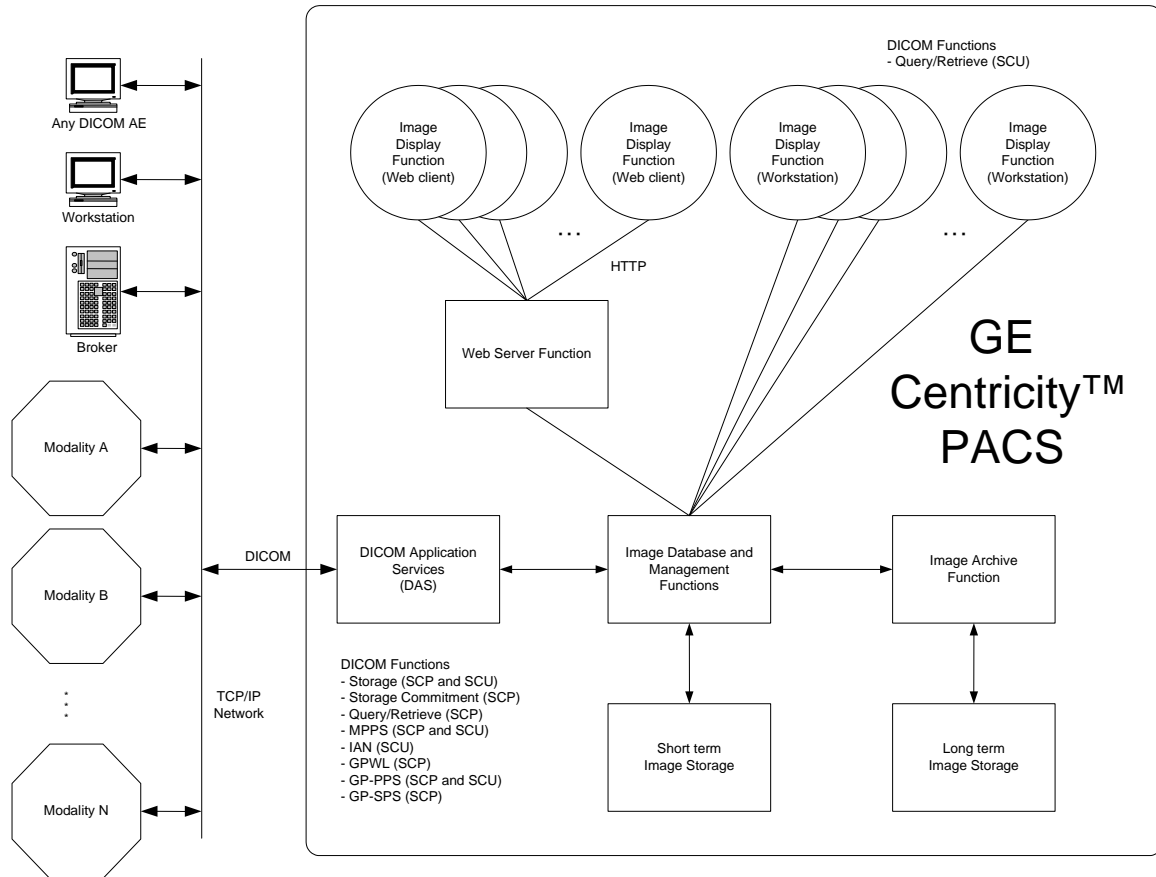 Any DICOM AE
Workstation
Broker
Modality A
Modality B
Modality N
TCP/IP
Network
DICOM
DICOM Functions
- Query/Retrieve (SCU)
Image
Display
Function
(Web client)
...
Image
Display
Function
(Web client)
Image
Display
Function
(Workstation)
...
Image
Display
Function
(Workstation)
HTTP
Web Server Function
GE
Centricity™
PACS
DICOM Application
Services
(DAS)
Image Database and
Management
Functions
Image Archive
Function
DICOM Functions
- Storage (SCP and SCU)
- Storage Commitment (SCP)
- Query/Retrieve (SCP)
- MPPS (SCP and SCU)
- IAN (SCU)
- GPWL (SCP)
- GP-PPS (SCP and SCU)
- GP-SPS (SCP)
Short term
Image Storage
Long term
Image Storage